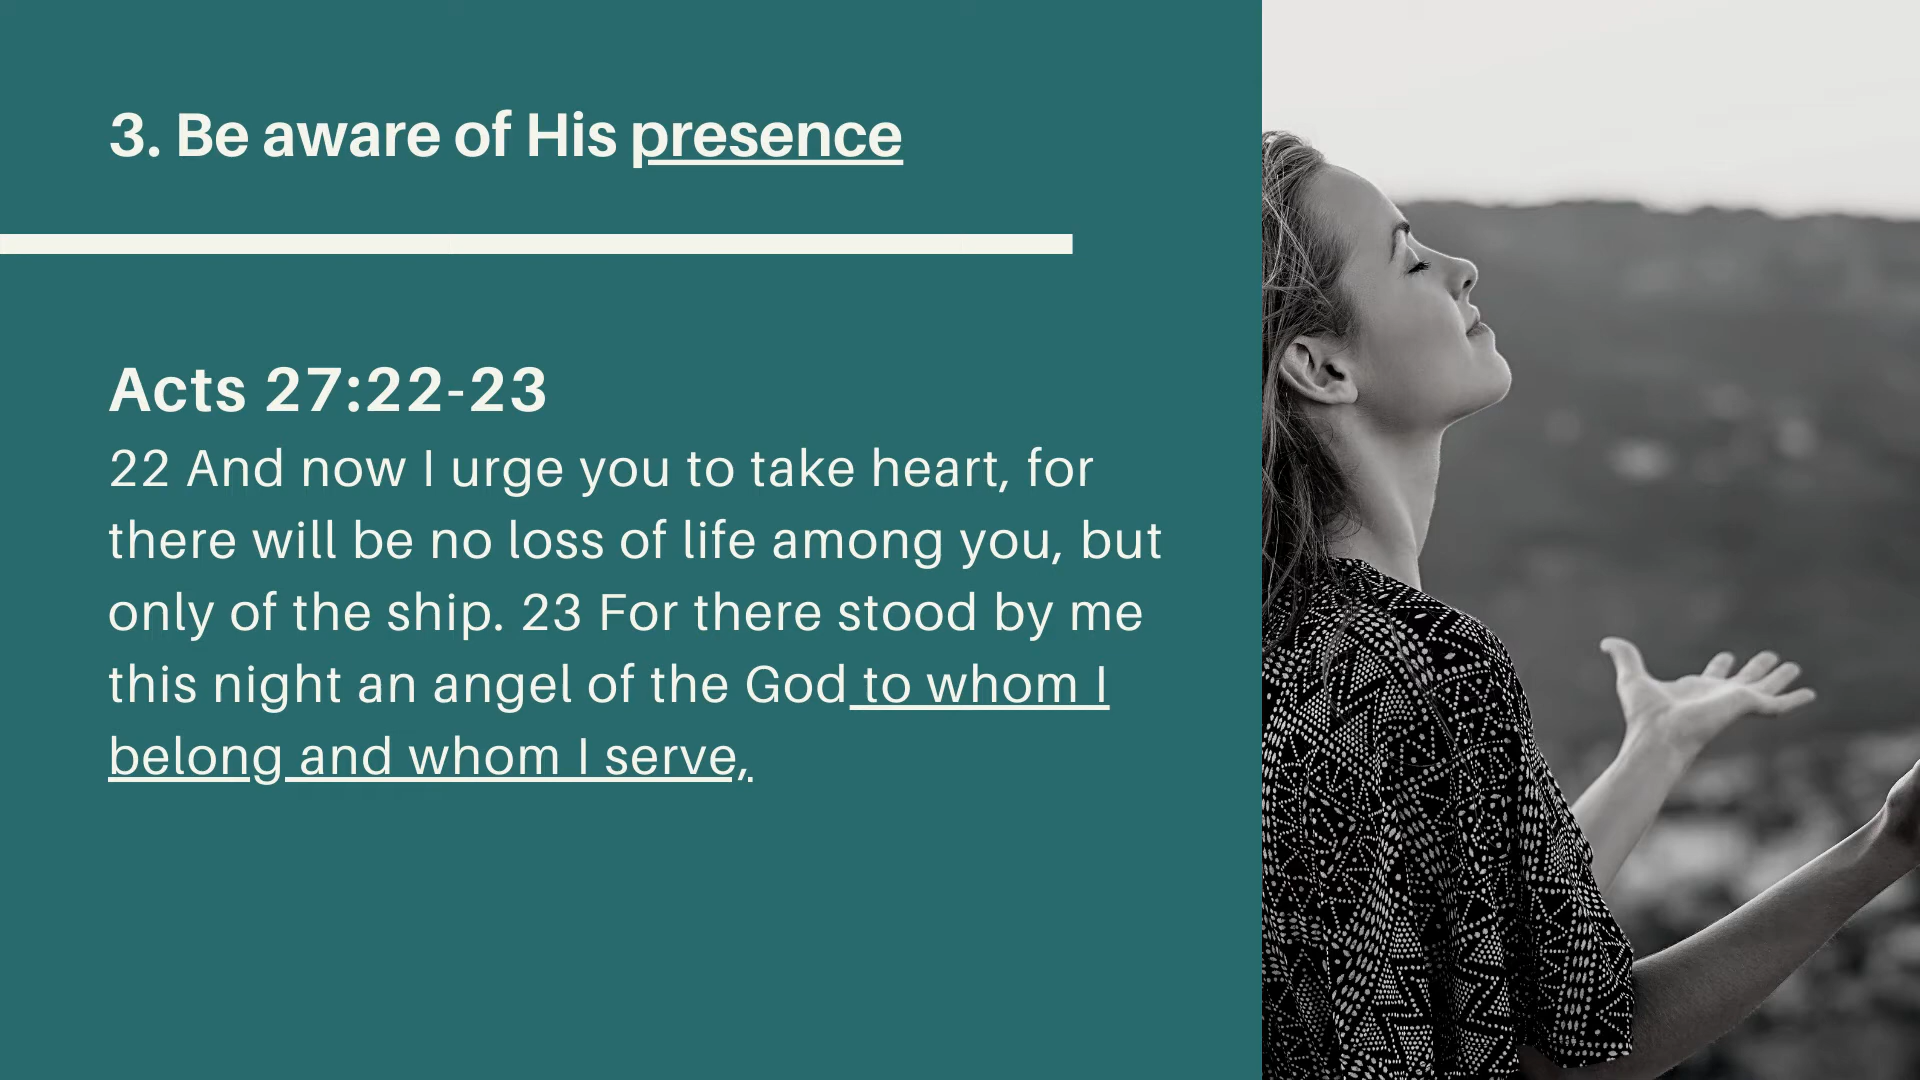 3. Be aware of His presence
Acts 27:22-23
22 And now I urge you to take heart, for
there will be no loss of life among you, but
only of the ship. 23 For there stood by me
this night an angel of the God to whom I
belong and whom I serve,